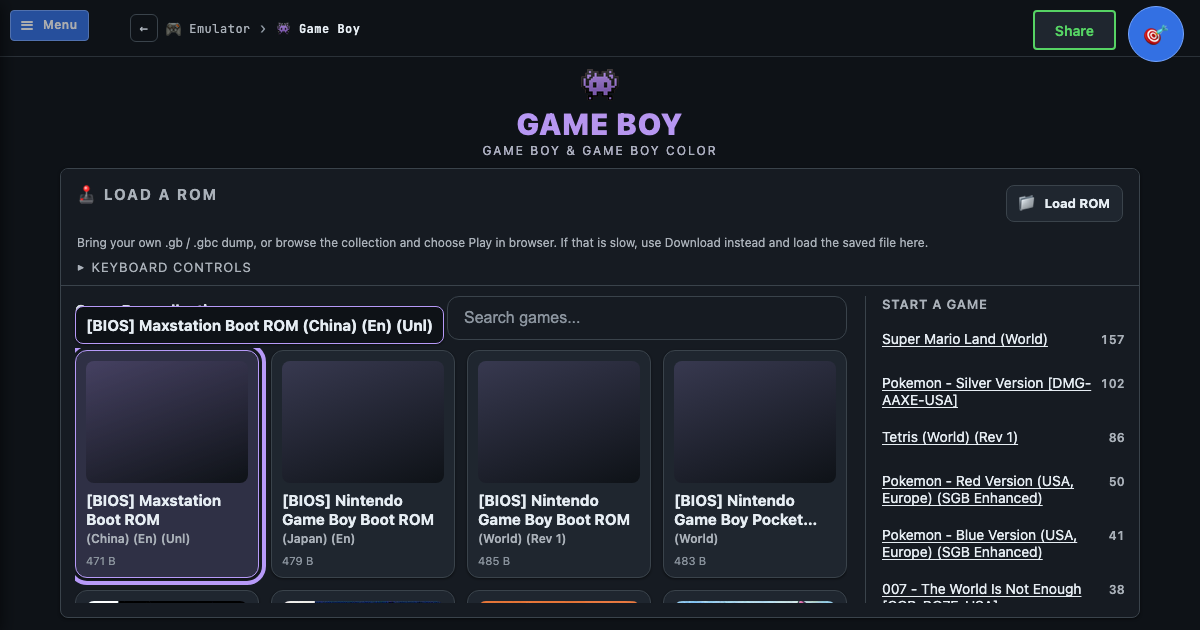 Menu
Emulator
Game Boy
Share
GAME BOY
GAME BOY & GAME BOY COLOR
LOAD A ROM
Load ROM
Bring your own .gb / .gbc dump, or browse the collection and choose Play in browser. If that is slow, use Download instead and load the saved file here.
KEYBOARD CONTROLS
[BIOS] Maxstation Boot ROM (China) (En) (Unl)
Search games...
[BIOS] Maxstation
Boot ROM
(China) (En) (Unl)
471 B
[BIOS] Nintendo
Game Boy Boot ROM
(Japan) (En)
479 B
[BIOS] Nintendo
Game Boy Boot ROM
(World) (Rev 1)
485 B
[BIOS] Nintendo
Game Boy Pocket...
(World)
483 B
START A GAME
Super Mario Land (World) 157
Pokemon - Silver Version [DMG- 102
AAXE-USA]
Tetris (World) (Rev 1) 86
Pokemon - Red Version (USA, 50
Europe) (SGB Enhanced)
Pokemon - Blue Version (USA, 41
Europe) (SGB Enhanced)
007 - The World Is Not Enough 38